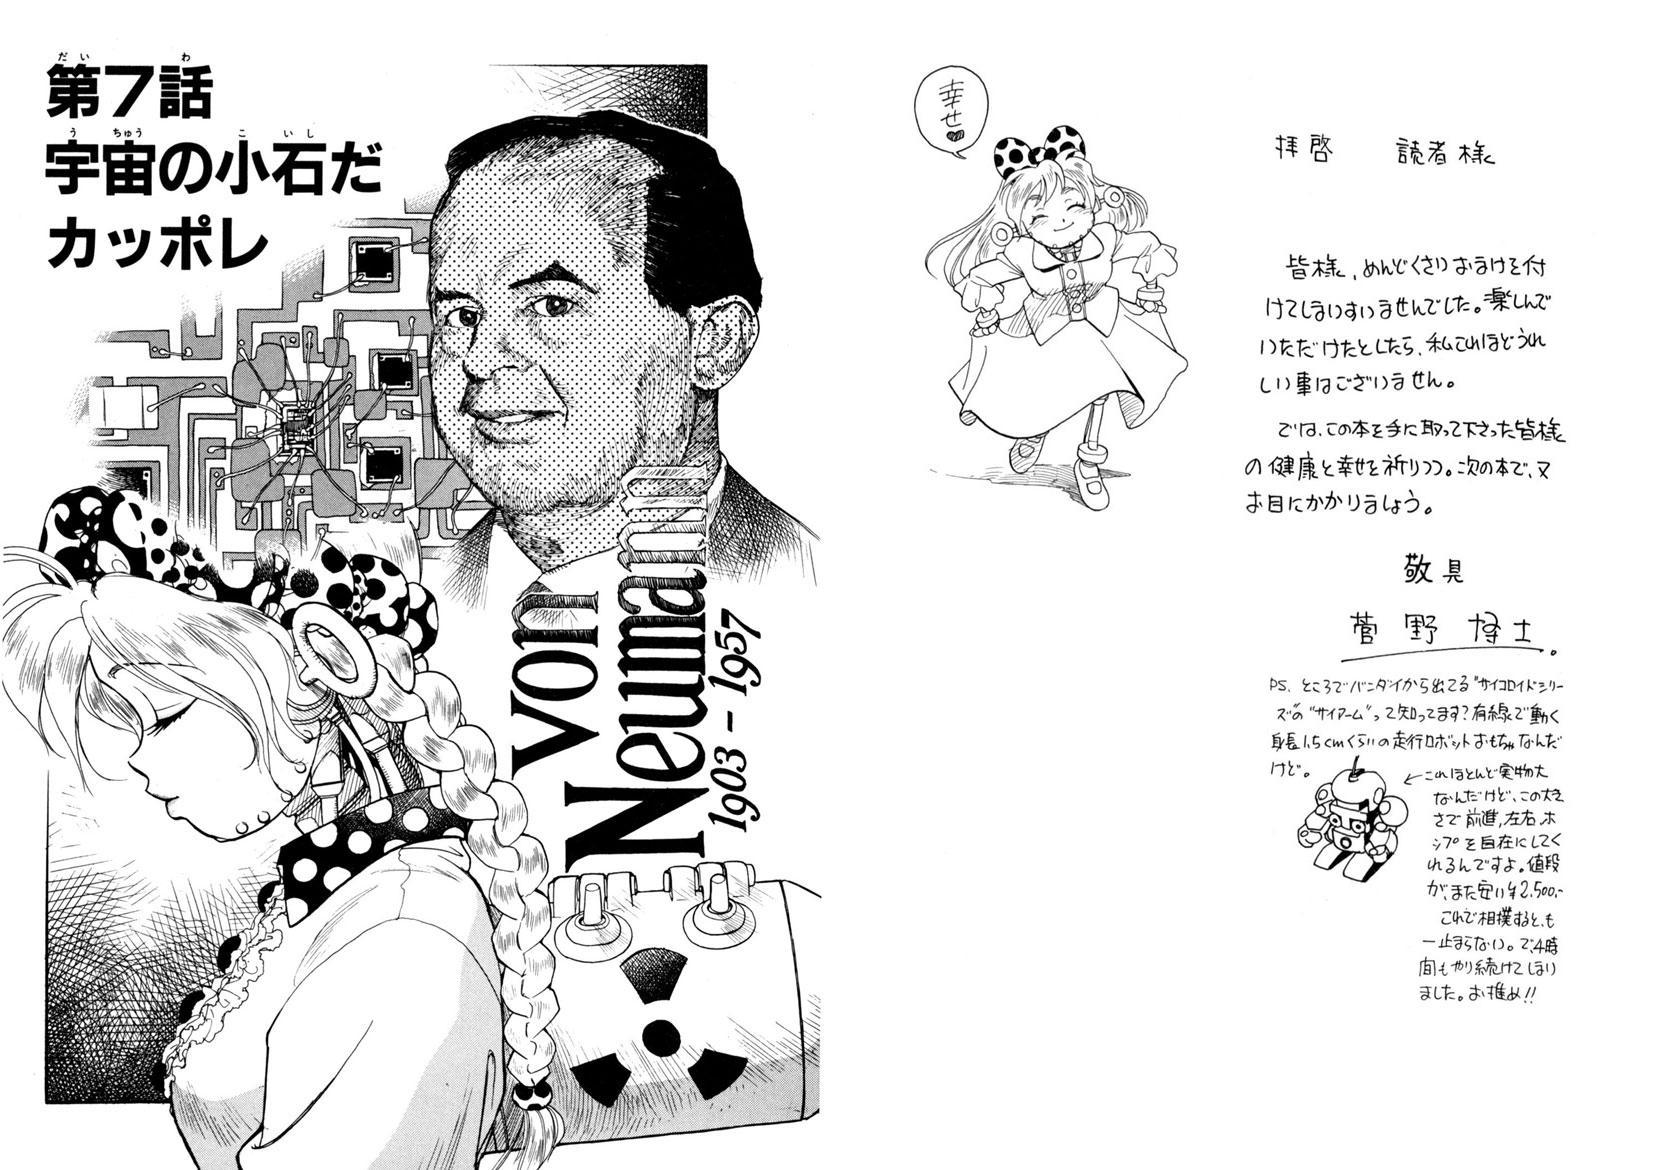 第7話
宇宙の小石だ
カッポレ
von
Neumann
1903 – 1957
幸せ♥
拝啓　読者様
皆様、めんどくさいおまけを付
けてしまいすいませんでした。楽しんで
いただけたとしたら、私これほどうれ
しい事はございません。
では、この本を手に取って下さった皆様
の健康と幸せを祈りつつ。次の本で、又
お目にかかりましょう。
敬具
菅野博士。
PS. ところでバンダイから出てる"サイコロイドシリー
ズの"サイアーム"って知ってます?有線で動く
身長1.5cmくらいの走行ロボットおもちゃなんだ
けど。
←これほとんど実物大
なんだけど、この大き
さで前進,左右,ホ
ップを自在にしてく
れるんですよ。値段
が、また安い¥2,500,-
これで相撲すると、も
一止まらない。で、4時
間もやり続けてしまい
ました。お推め!!